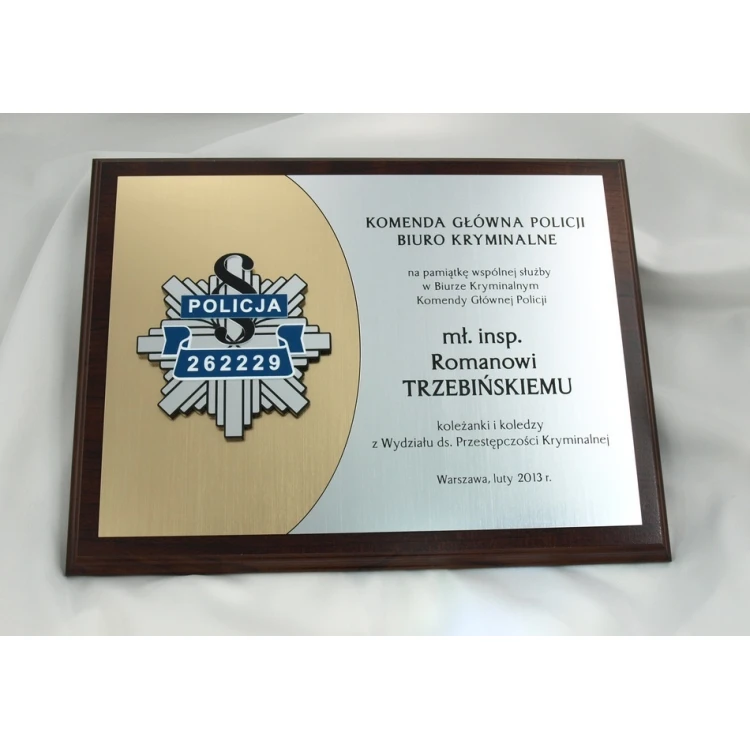 §
POLICJA
262229
KOMENDA GŁÓWNA POLICJI
BIURO KRYMINALNE
na pamiątkę wspólnej służby
w Biurze Kryminalnym
Komendy Głównej Policji
mł. insp.
Romanowi
TRZEBIŃSKIEMU
koleżanki i koledzy
z Wydziału ds. Przestępczości Kryminalnej
Warszawa, luty 2013 r.